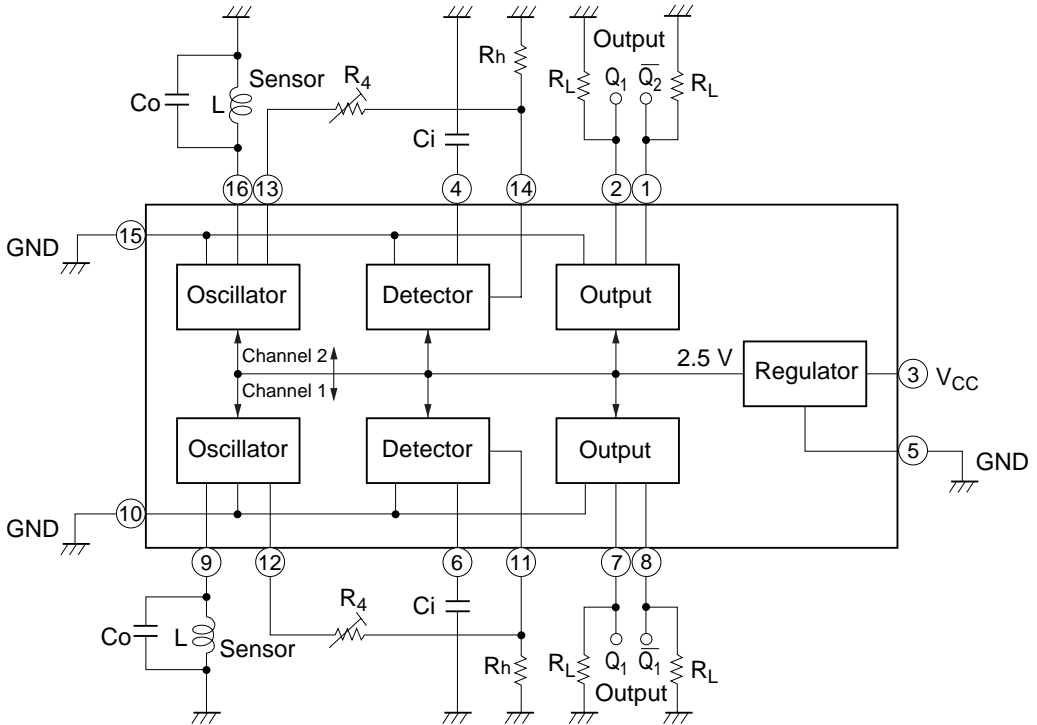 Output
Rh
RL
Q1
Q̅2
RL
Sensor
R4
Co
L
Ci
16
13
4
14
2
1
15
GND
Oscillator
Detector
Output
Channel 2
Channel 1
2.5 V
Regulator
3
VCC
Oscillator
Detector
Output
5
GND
10
GND
9
12
6
11
7
8
Co
L
Sensor
R4
Ci
Rh
RL
Q1
Q̅1
RL
Output